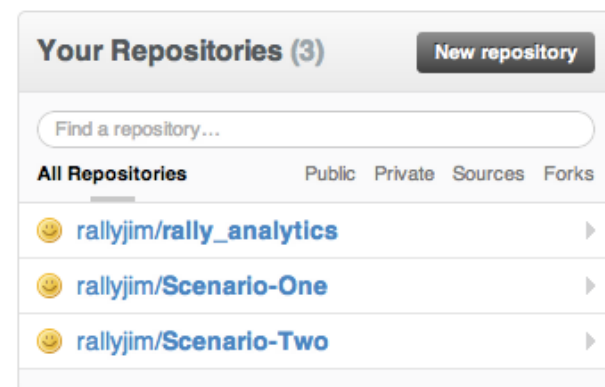 Your Repositories (3) New repository
Find a repository...
All Repositories Public Private Sources Forks
rallyjim/rally_analytics
rallyjim/Scenario-One
rallyjim/Scenario-Two